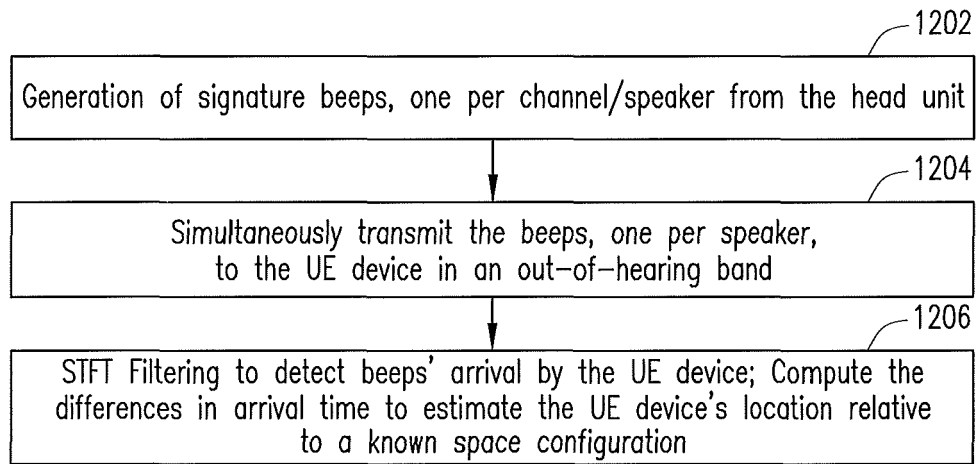 1202
Generation of signature beeps, one per channel/speaker from the head unit
1204
Simultaneously transmit the beeps, one per speaker,
to the UE device in an out-of-hearing band
1206
STFT Filtering to detect beeps' arrival by the UE device; Compute the
differences in arrival time to estimate the UE device's location relative
to a known space configuration